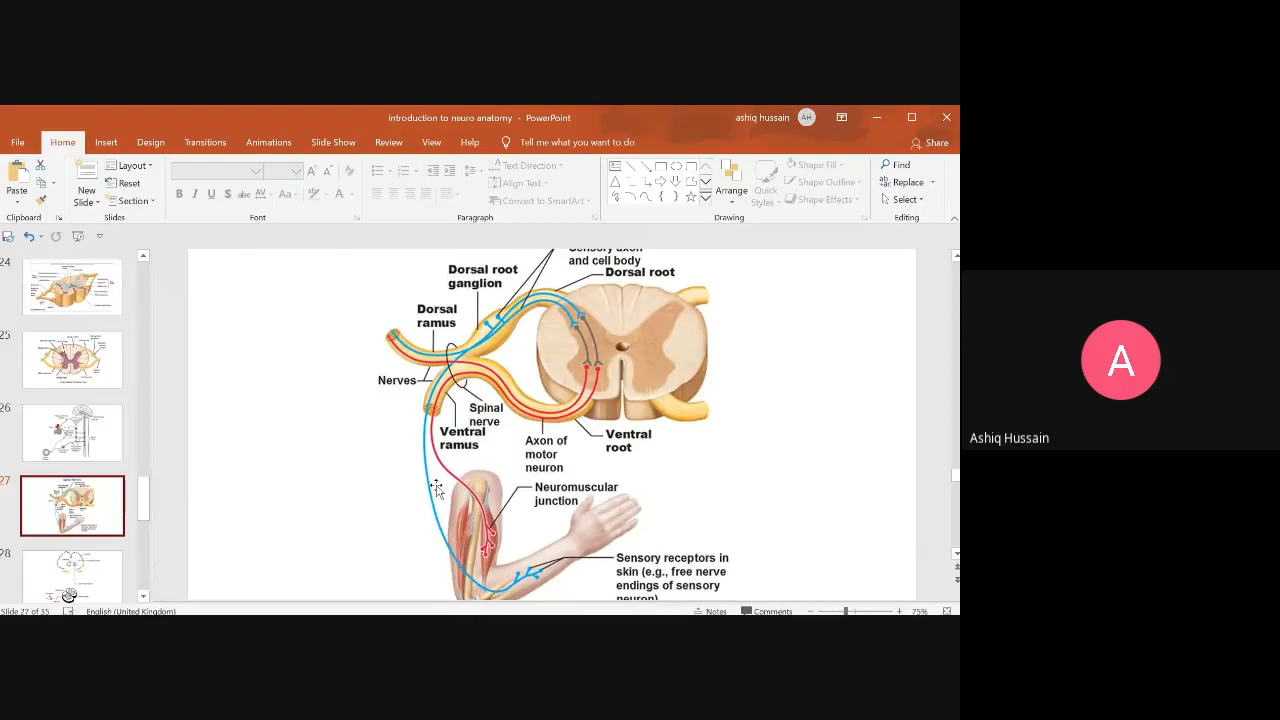 introduction to neuro anatomy - PowerPoint
ashiq hussain
AH
File
Home
Insert
Design
Transitions
Animations
Slide Show
Review
View
Help
Tell me what you want to do
Share
Paste
New
Slide
Layout
Reset
Section
B I U S abc AV Aa A
A A
Text Direction
Align Text
Convert to SmartArt
Arrange
Quick
Styles
Shape Fill
Shape Outline
Shape Effects
Find
Replace
Select
Clipboard
Slides
Font
Paragraph
Drawing
Editing
24
25
26
27
28
Sensory axon
and cell body
Dorsal root
ganglion
Dorsal root
Dorsal
ramus
Nerves
Spinal
nerve
Ventral
ramus
Axon of
motor
neuron
Ventral
root
Neuromuscular
junction
Sensory receptors in
skin (e.g., free nerve
endings of sensory
neuron)
Slide 27 of 35
English (United Kingdom)
Notes
Comments
75%
A
Ashiq Hussain